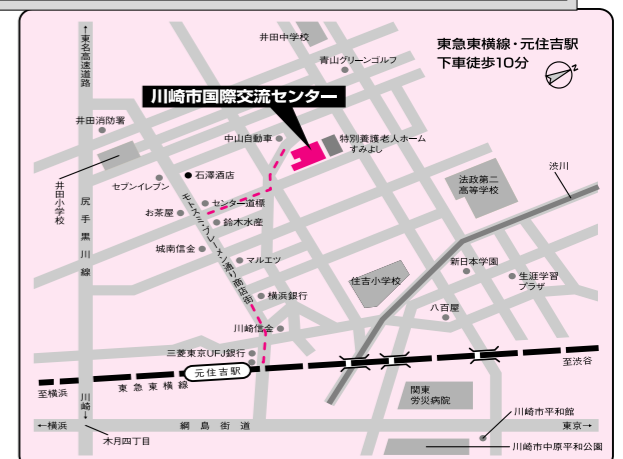 ↑東名高速道路
井田中学校
青山グリーンゴルフ
東急東横線・元住吉駅
下車徒歩10分
N
川崎市国際交流センター
井田消防署
中山自動車
特別養護老人ホーム
すみよし
渋川
井田小学校
セブンイレブン
石澤酒店
法政第二
高等学校
尻手黒川線
お茶屋
センター道標
鈴木水産
モトスミ・ブレーメン通り商店街
城南信金
マルエツ
新日本学園
生涯学習
プラザ
住吉小学校
横浜銀行
八百屋
川崎信金
三菱東京UFJ銀行
元住吉駅
至渋谷
至横浜
東急東横線
関東
労災病院
川崎↓
川崎市平和館
←横浜
綱島街道
東京→
木月四丁目
川崎市中原平和公園